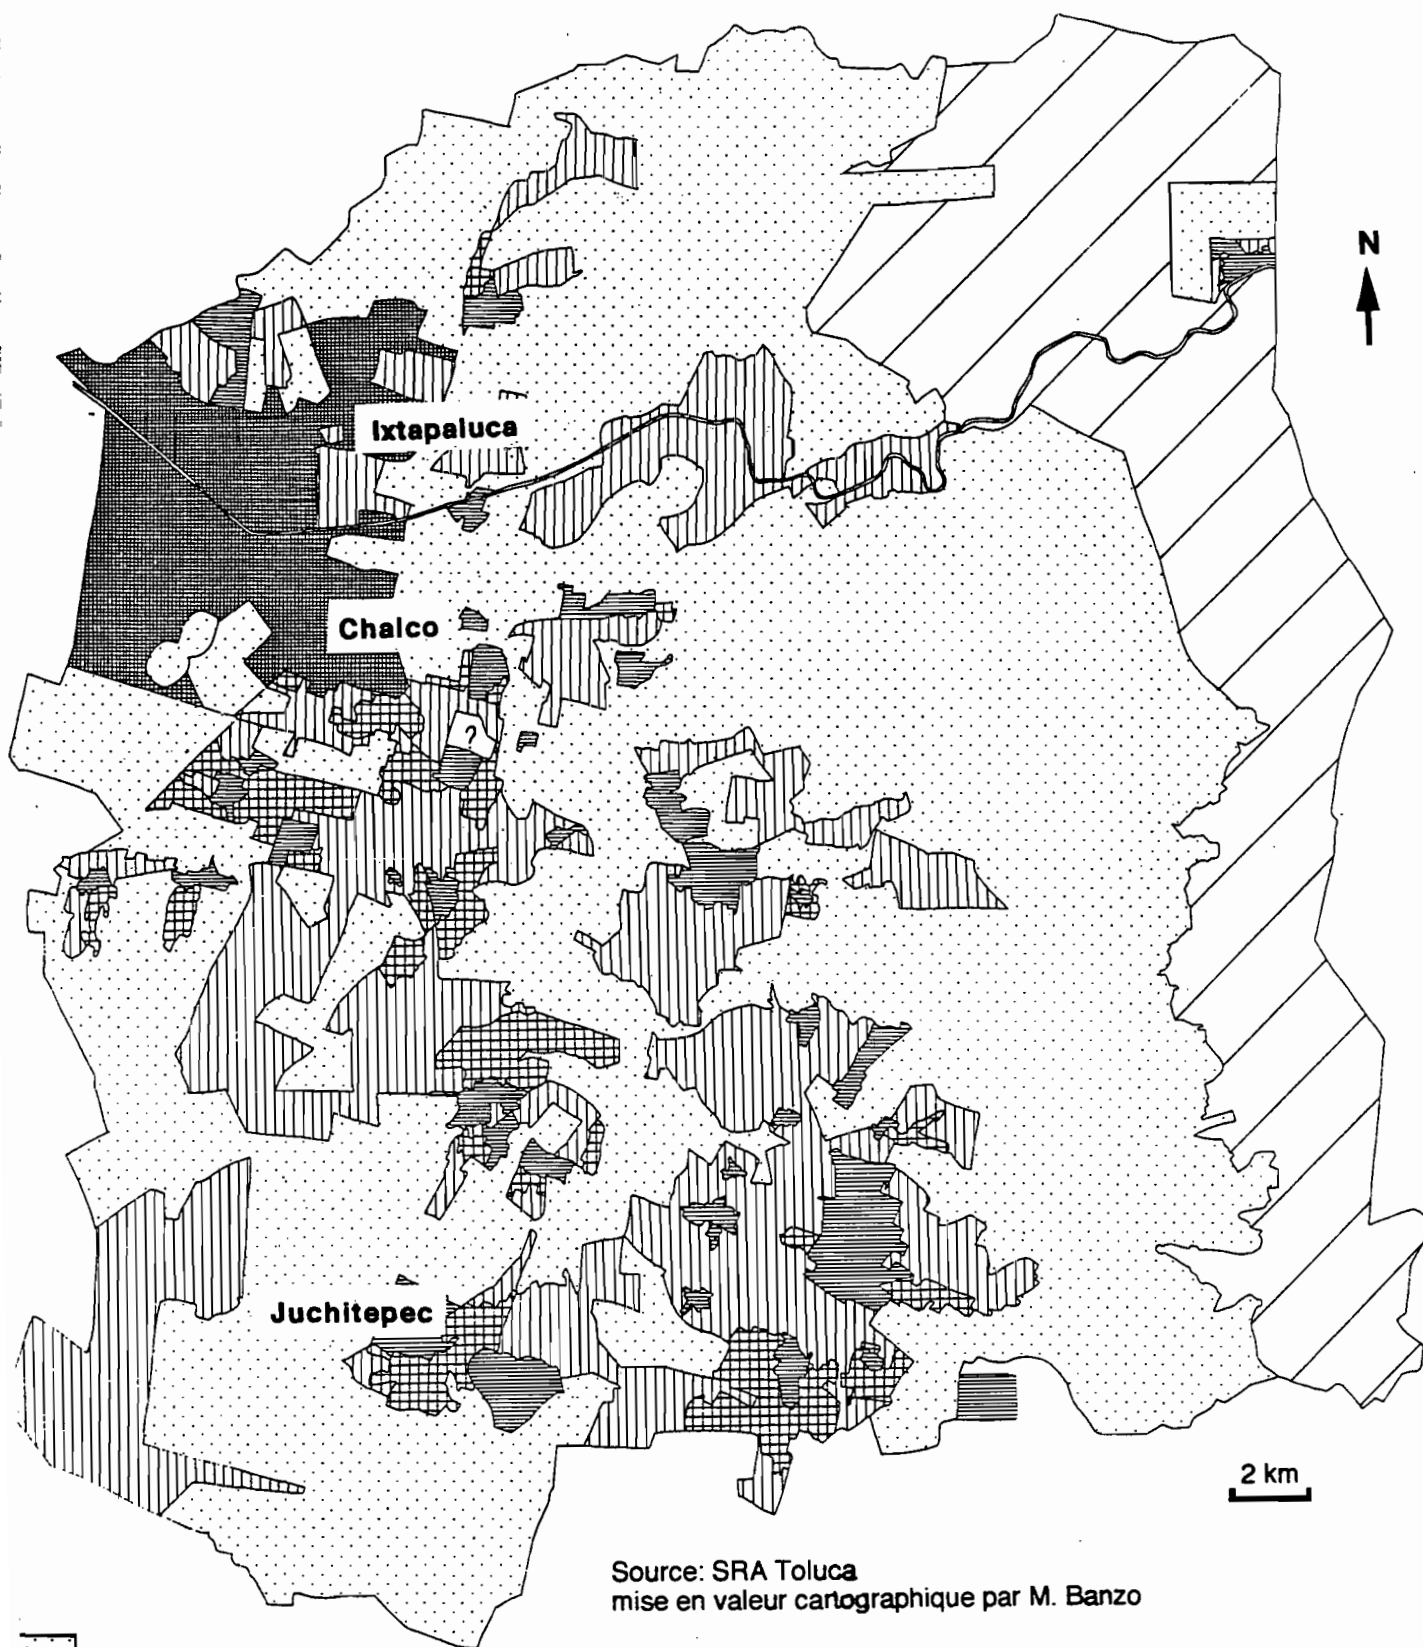 N
Ixtapaluca
Chalco
?
Juchitepec
2 km
Source: SRA Toluca
mise en valeur cartographique par M. Banzo